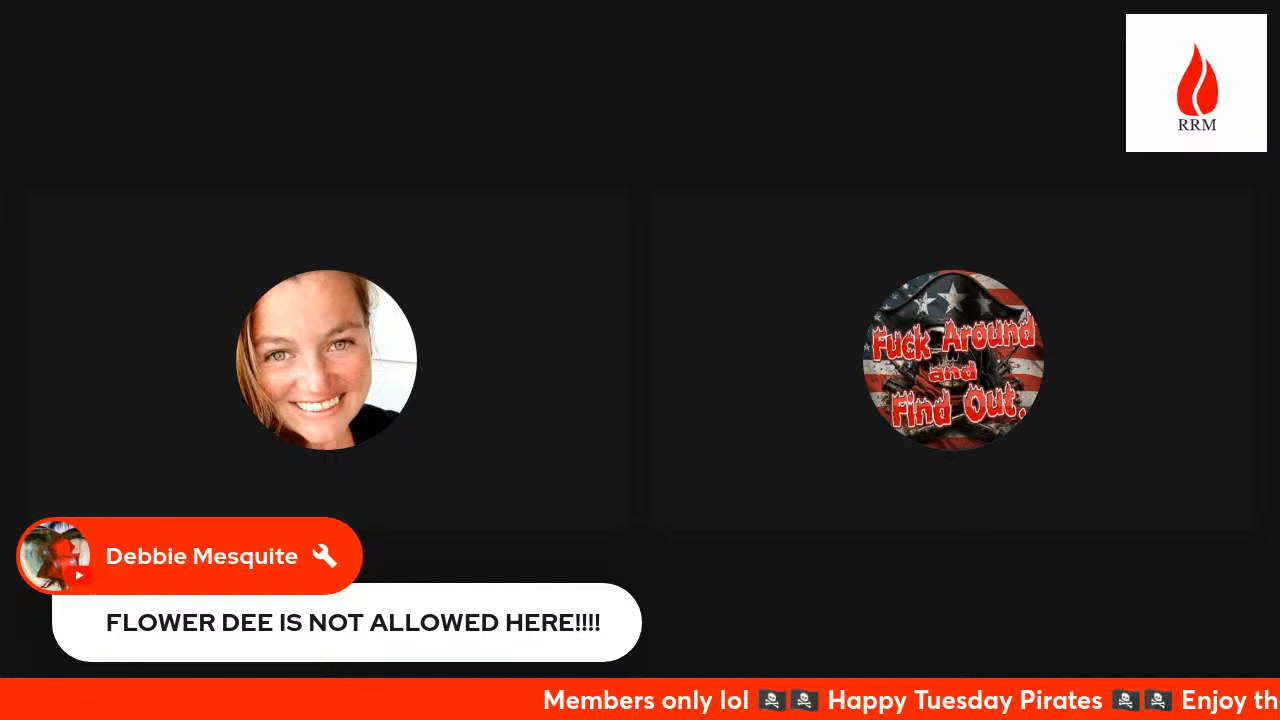 RRM
Fuck Around
and
Find Out.
Debbie Mesquite
FLOWER DEE IS NOT ALLOWED HERE!!!!
Members only lol 🏴‍☠️🏴‍☠️ Happy Tuesday Pirates 🏴‍☠️🏴‍☠️ Enjoy th